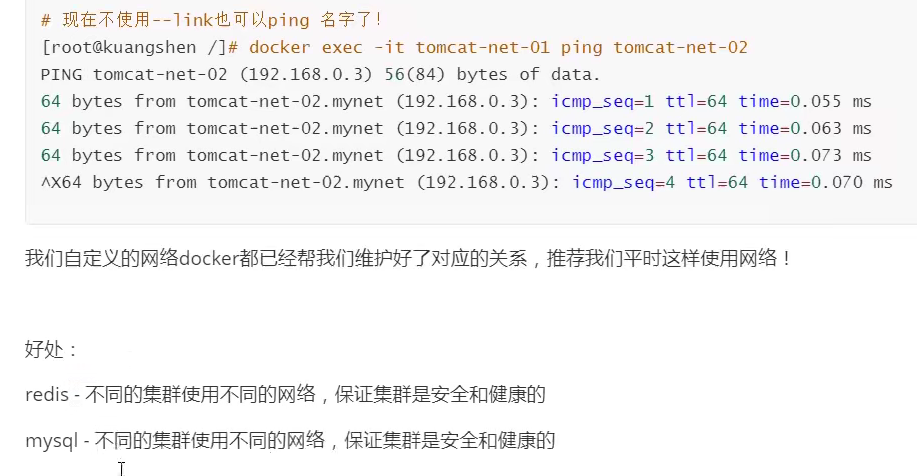 # 现在不使用--link也可以ping 名字了！
[root@kuangshen /]# docker exec -it tomcat-net-01 ping tomcat-net-02
PING tomcat-net-02 (192.168.0.3) 56(84) bytes of data.
64 bytes from tomcat-net-02.mynet (192.168.0.3): icmp_seq=1 ttl=64 time=0.055 ms
64 bytes from tomcat-net-02.mynet (192.168.0.3): icmp_seq=2 ttl=64 time=0.063 ms
64 bytes from tomcat-net-02.mynet (192.168.0.3): icmp_seq=3 ttl=64 time=0.073 ms
^X64 bytes from tomcat-net-02.mynet (192.168.0.3): icmp_seq=4 ttl=64 time=0.070 ms
我们自定义的网络docker都已经帮我们维护好了对应的关系，推荐我们平时这样使用网络！
好处：
redis - 不同的集群使用不同的网络，保证集群是安全和健康的
mysql - 不同的集群使用不同的网络，保证集群是安全和健康的